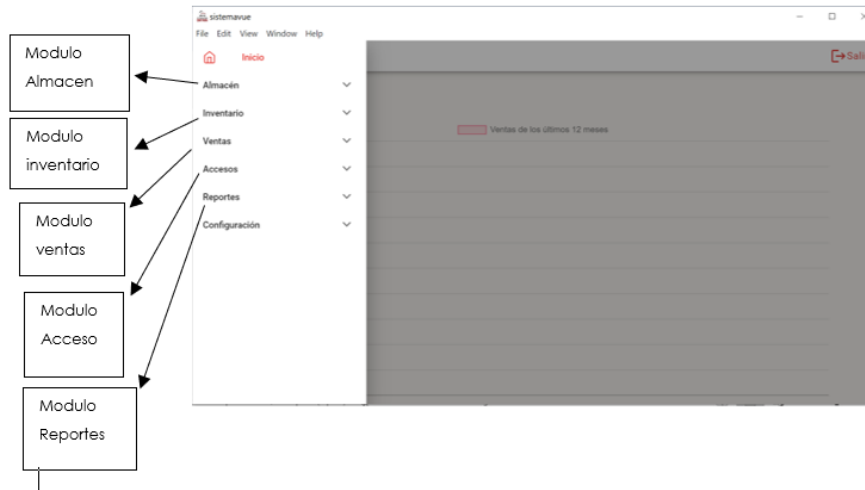 sistemavue
File Edit View Window Help
Inicio
Salir
Almacén
Inventario
Ventas
Accesos
Reportes
Configuración
Ventas de los últimos 12 meses
Modulo
Almacen
Modulo
inventario
Modulo
ventas
Modulo
Acceso
Modulo
Reportes